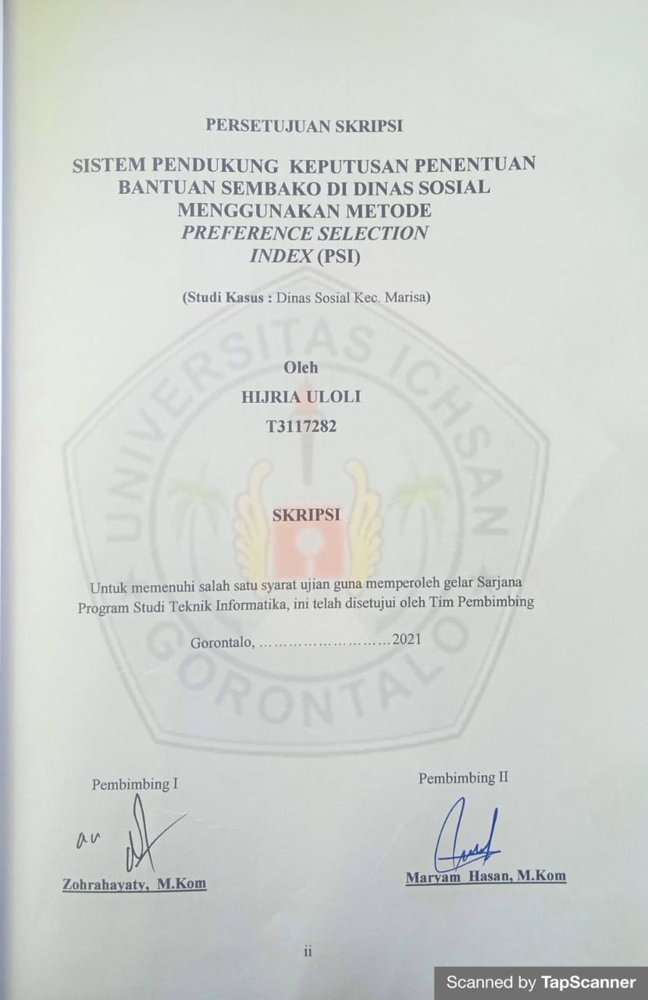 PERSETUJUAN SKRIPSI
SISTEM PENDUKUNG KEPUTUSAN PENENTUAN
BANTUAN SEMBAKO DI DINAS SOSIAL
MENGGUNAKAN METODE
PREFERENCE SELECTION
INDEX (PSI)
(Studi Kasus : Dinas Sosial Kec. Marisa)
UNIVERSITAS ICHSAN
Oleh
HIJRIA ULOLI
T3117282
SKRIPSI
Untuk memenuhi salah satu syarat ujian guna memperoleh gelar Sarjana
Program Studi Teknik Informatika, ini telah disetujui oleh Tim Pembimbing
Gorontalo, ………………………2021
GORONTALO
Pembimbing I
Pembimbing II
an
Zohrahayaty, M.Kom
Maryam Hasan, M.Kom
ii
Scanned by TapScanner